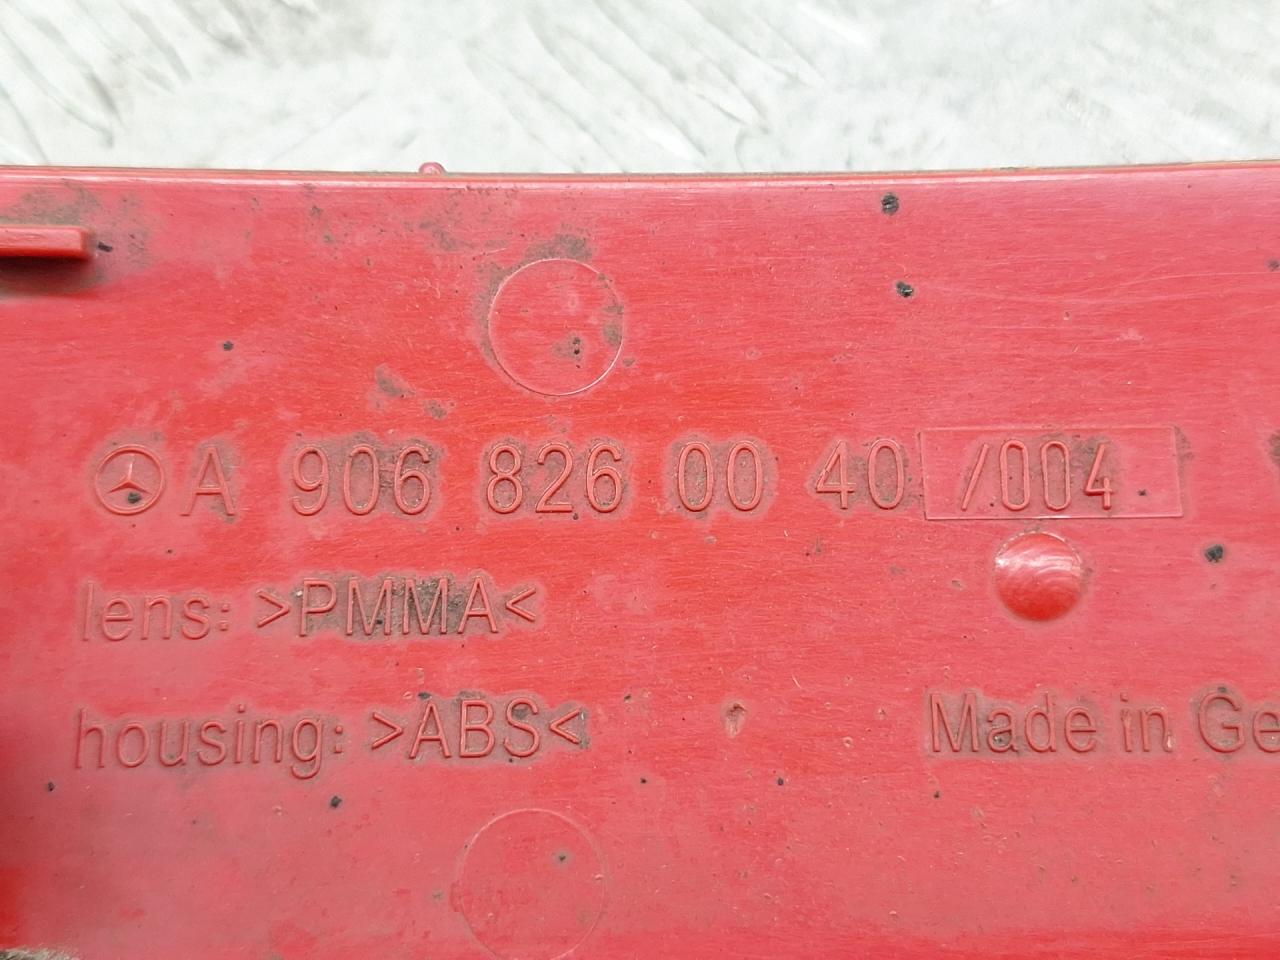 A 906 826 00 40 /004
lens: >PMMA<
housing: >ABS<
Made in Ge